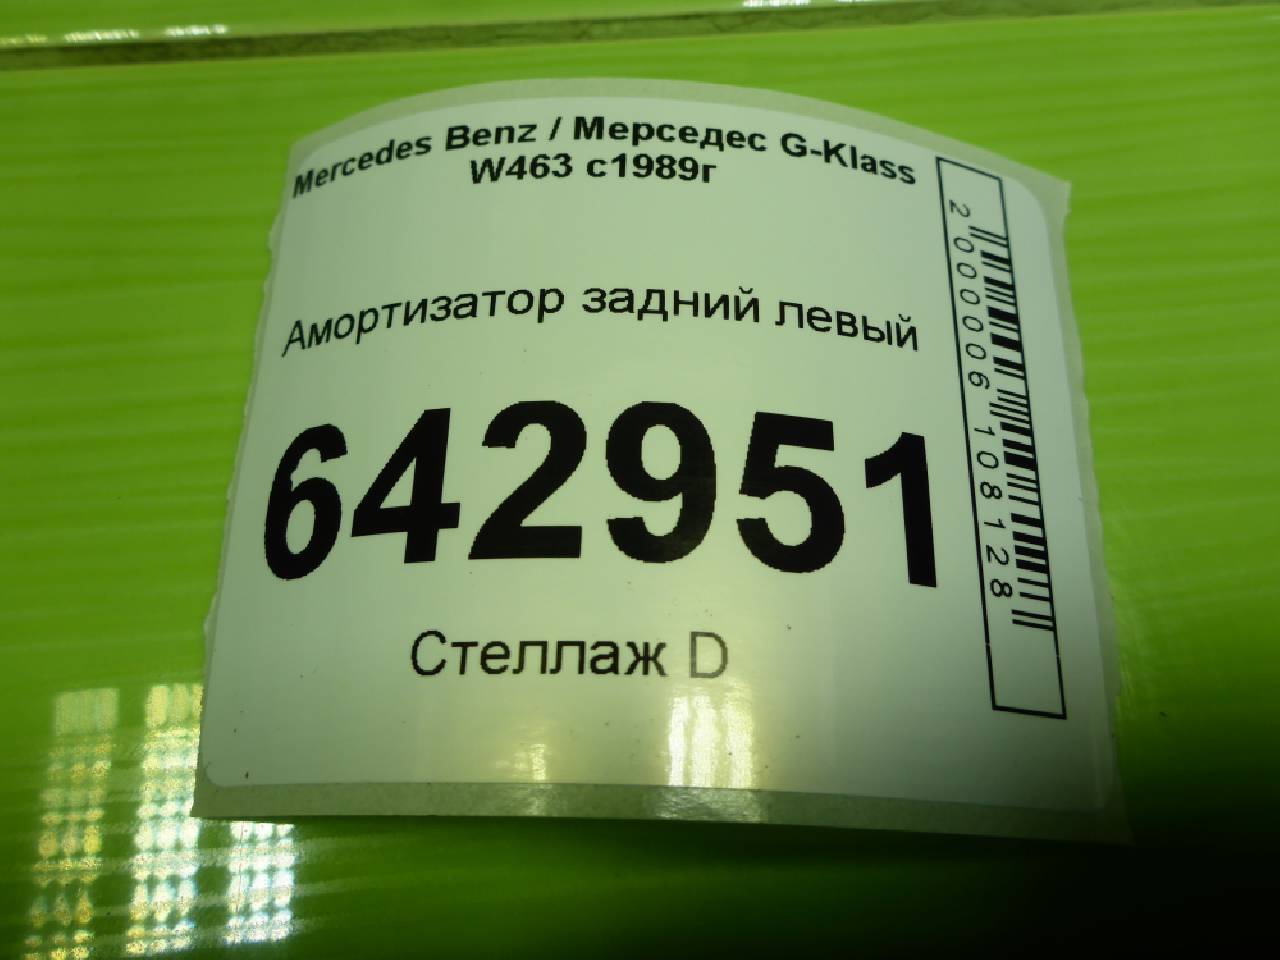 Mercedes Benz / Мерседес G-Klass
W463 с1989г
Амортизатор задний левый
642951
Стеллаж D
2000006108128